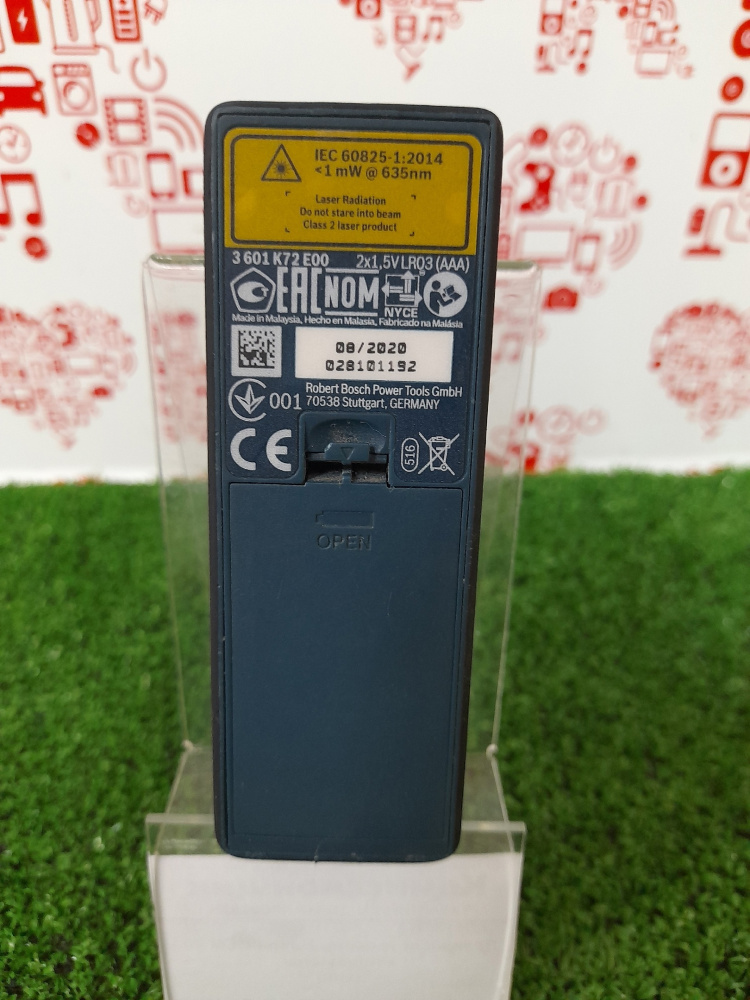 IEC 60825-1:2014
<1 mW @ 635nm
Laser Radiation
Do not stare into beam
Class 2 laser product
3 601 K72 E00 2x1,5V LR03 (AAA)
EAC NOM NYCE
Made in Malaysia, Hecho en Malasia, Fabricado na Malásia
08/2020
028101192
Robert Bosch Power Tools GmbH
001 70538 Stuttgart, GERMANY
CE 516
OPEN